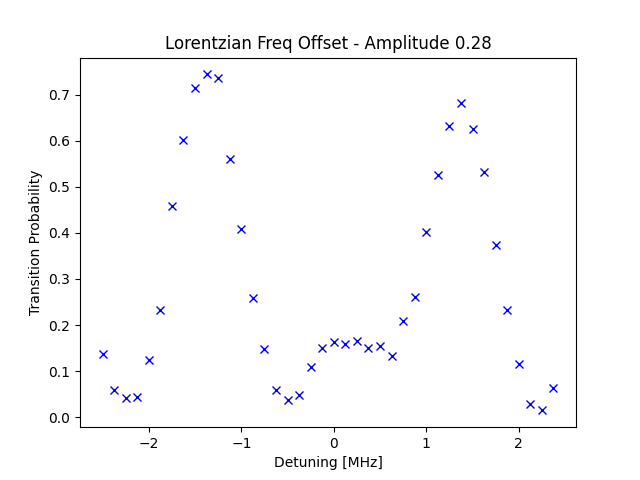 Lorentzian Freq Offset - Amplitude 0.28
0.7
0.6
0.5
0.4
0.3
0.2
0.1
0.0
Transition Probability
−2 −1 0 1 2
Detuning [MHz]